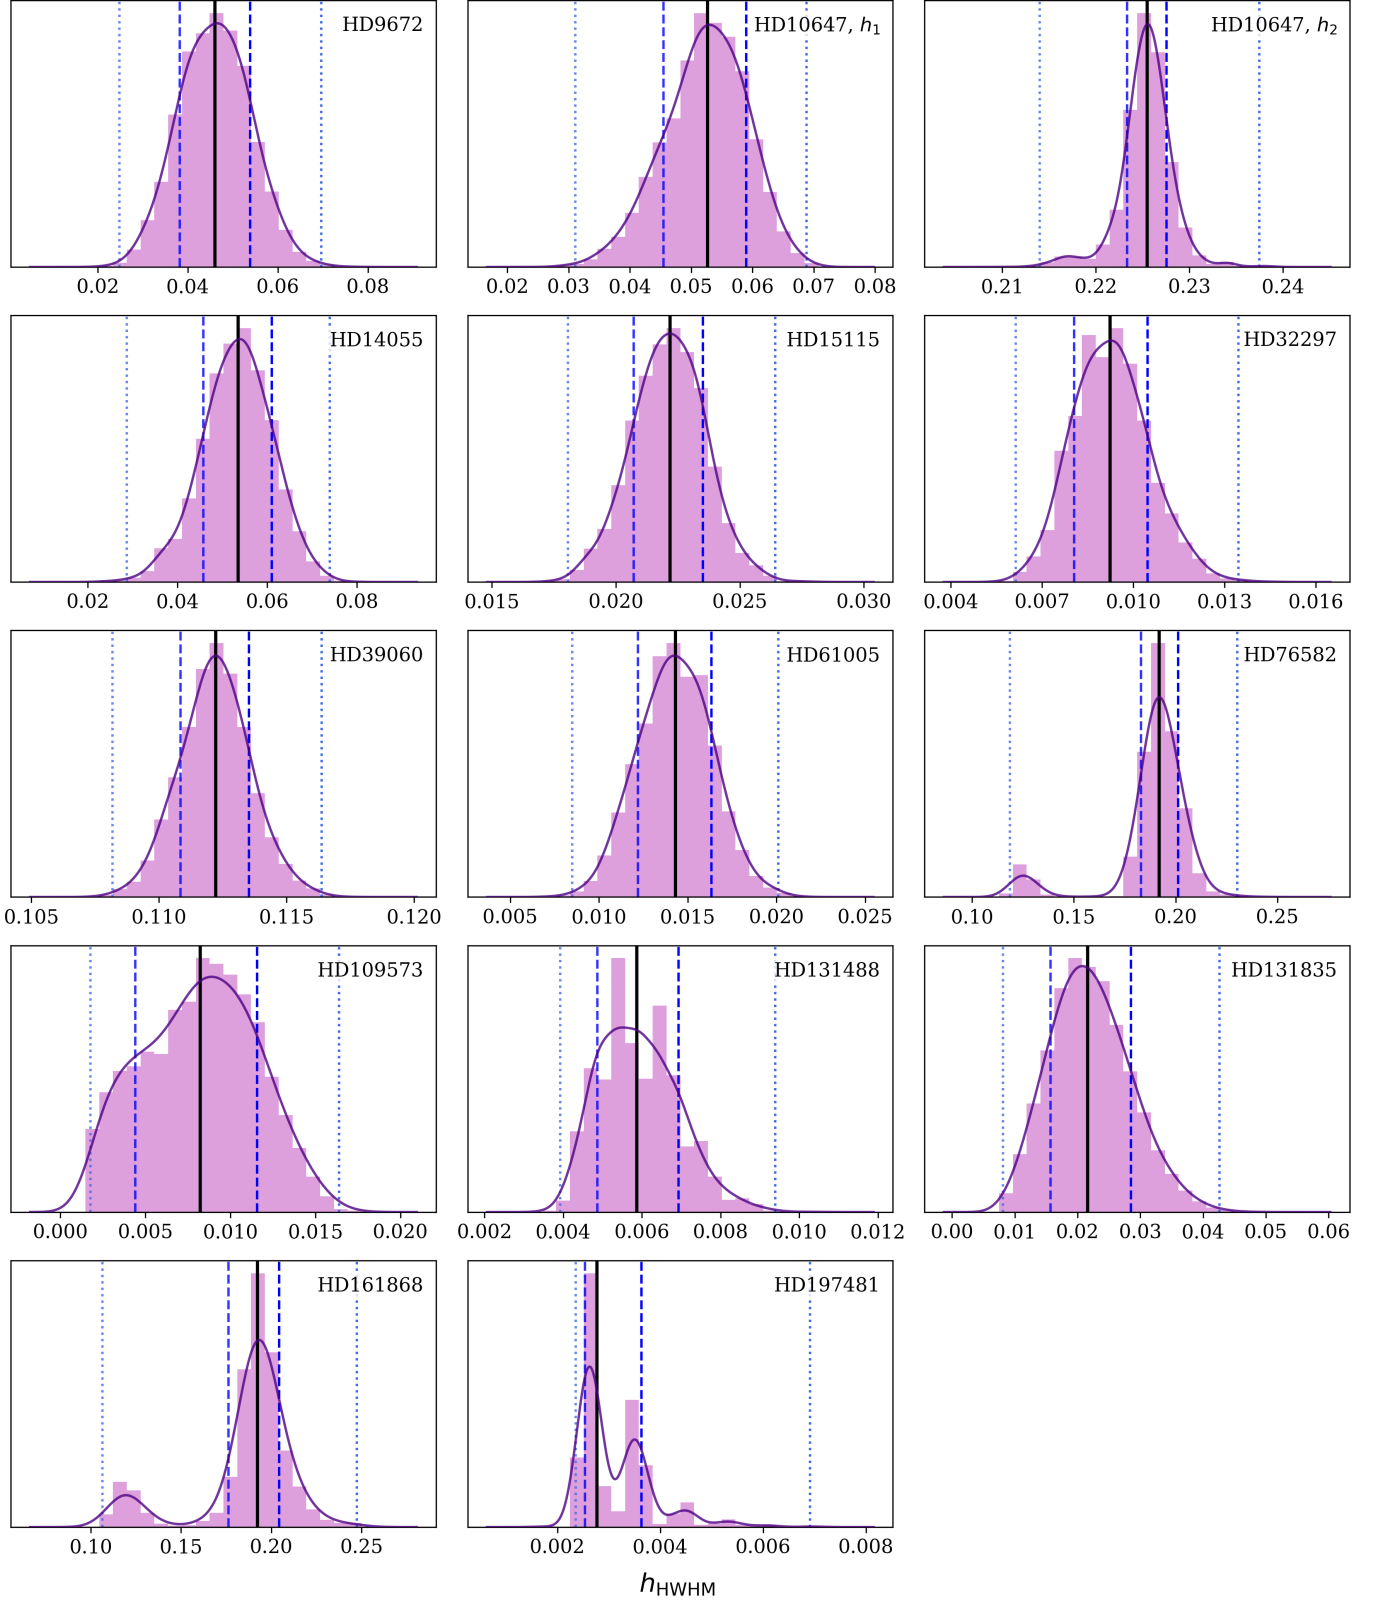 HD9672
0.02 0.04 0.06 0.08
HD10647, h₁
0.02 0.03 0.04 0.05 0.06 0.07 0.08
HD10647, h₂
0.21 0.22 0.23 0.24
HD14055
0.02 0.04 0.06 0.08
HD15115
0.015 0.020 0.025 0.030
HD32297
0.004 0.007 0.010 0.013 0.016
HD39060
0.105 0.110 0.115 0.120
HD61005
0.005 0.010 0.015 0.020 0.025
HD76582
0.10 0.15 0.20 0.25
HD109573
0.000 0.005 0.010 0.015 0.020
HD131488
0.002 0.004 0.006 0.008 0.010 0.012
HD131835
0.00 0.01 0.02 0.03 0.04 0.05 0.06
HD161868
0.10 0.15 0.20 0.25
HD197481
0.002 0.004 0.006 0.008
h_HWHM